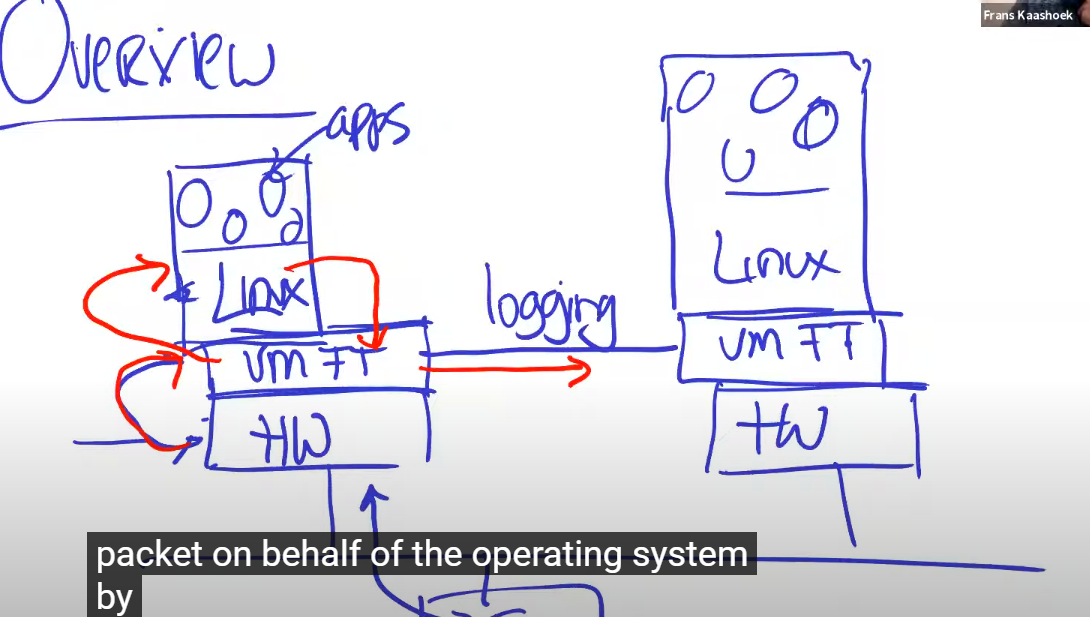 Frans Kaashoek
Overview
apps
Linux
logging
Linux
VM FT
VM FT
HW
HW
packet on behalf of the operating system
by